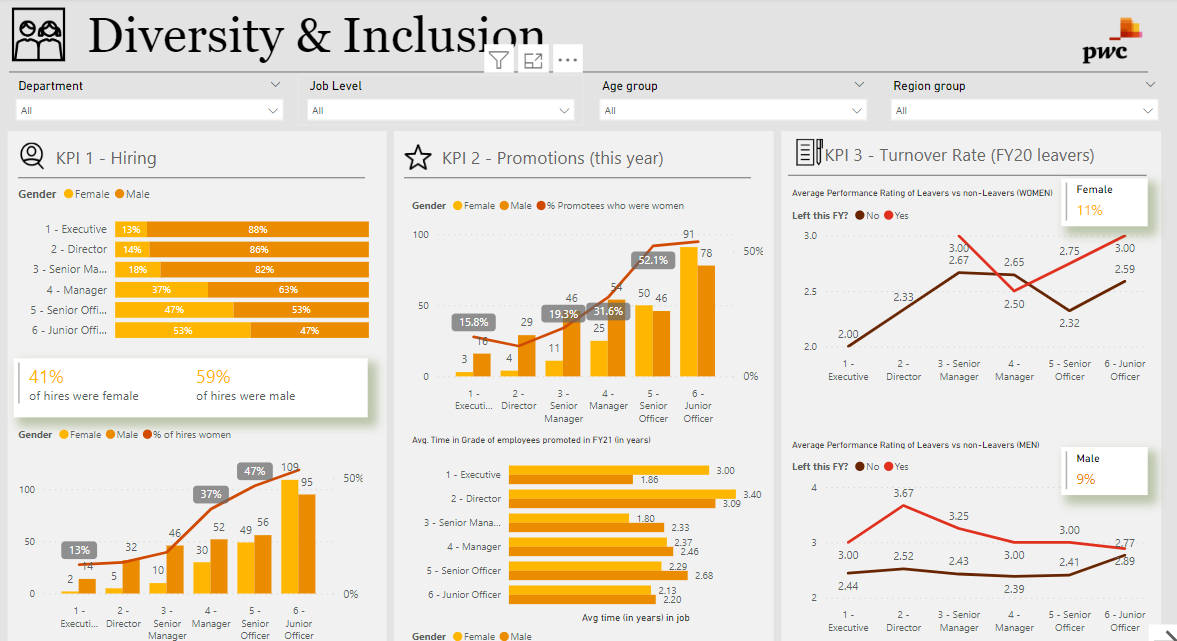 Diversity & Inclusion
pwc
Department
Job Level
Age group
Region group
All
All
All
All
KPI 1 - Hiring
Gender Female Male
1 - Executive 13% 88%
2 - Director 14% 86%
3 - Senior Ma... 18% 82%
4 - Manager 37% 63%
5 - Senior Offi... 47% 53%
6 - Junior Offi... 53% 47%
41%
of hires were female
59%
of hires were male
Gender Female Male % of hires women
100
50
0
50%
0%
13%
37%
47%
2 14
5 32
10 46
30 52
49 56
109 95
1 - Executi...
2 - Director
3 - Senior Manager
4 - Manager
5 - Senior Officer
6 - Junior Officer
KPI 2 - Promotions (this year)
Gender Female Male % Promotees who were women
100
50
0
50%
0%
15.8%
19.3%
31.6%
52.1%
3 16
4 29
11 46
25 54
50 46
91 78
1 - Executi...
2 - Director
3 - Senior Manager
4 - Manager
5 - Senior Officer
6 - Junior Officer
Avg. Time in Grade of employees promoted in FY21 (in years)
1 - Executive 3.00 1.86
2 - Director 3.40 3.09
3 - Senior Mana... 1.80 2.33
4 - Manager 2.37 2.46
5 - Senior Officer 2.29 2.68
6 - Junior Officer 2.13 2.20
Avg time (in years) in job
Gender Female Male
KPI 3 - Turnover Rate (FY20 leavers)
Average Performance Rating of Leavers vs non-Leavers (WOMEN)
Left this FY? No Yes
Female
11%
3.0
2.5
2.0
2.00
2.33
3.00
2.67
2.65
2.50
2.75
2.32
3.00
2.59
1 - Executive
2 - Director
3 - Senior Manager
4 - Manager
5 - Senior Officer
6 - Junior Officer
Average Performance Rating of Leavers vs non-Leavers (MEN)
Left this FY? No Yes
Male
9%
4
3
2
3.00
2.44
3.67
2.52
3.25
2.43
3.00
2.39
3.00
2.41
2.77
2.89
1 - Executive
2 - Director
3 - Senior Manager
4 - Manager
5 - Senior Officer
6 - Junior Officer